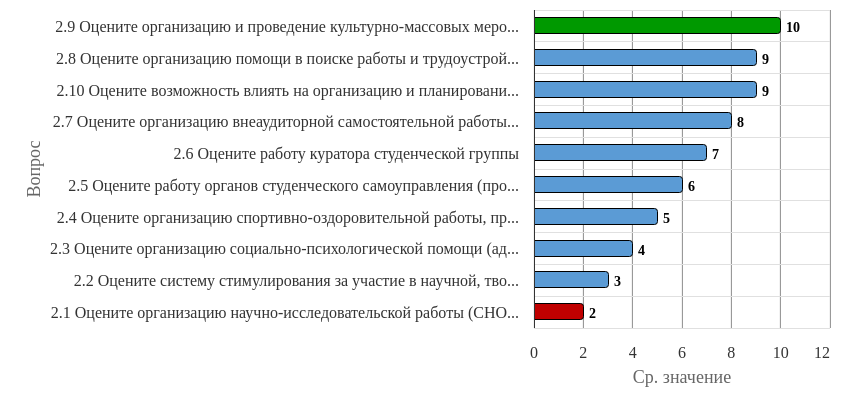 2.9 Оцените организацию и проведение культурно-массовых меро... 10
2.8 Оцените организацию помощи в поиске работы и трудоустрой... 9
2.10 Оцените возможность влиять на организацию и планировани... 9
2.7 Оцените организацию внеаудиторной самостоятельной работы... 8
2.6 Оцените работу куратора студенческой группы 7
2.5 Оцените работу органов студенческого самоуправления (про... 6
2.4 Оцените организацию спортивно-оздоровительной работы, пр... 5
2.3 Оцените организацию социально-психологической помощи (ад... 4
2.2 Оцените систему стимулирования за участие в научной, тво... 3
2.1 Оцените организацию научно-исследовательской работы (СНО... 2
Вопрос
0 2 4 6 8 10 12
Ср. значение